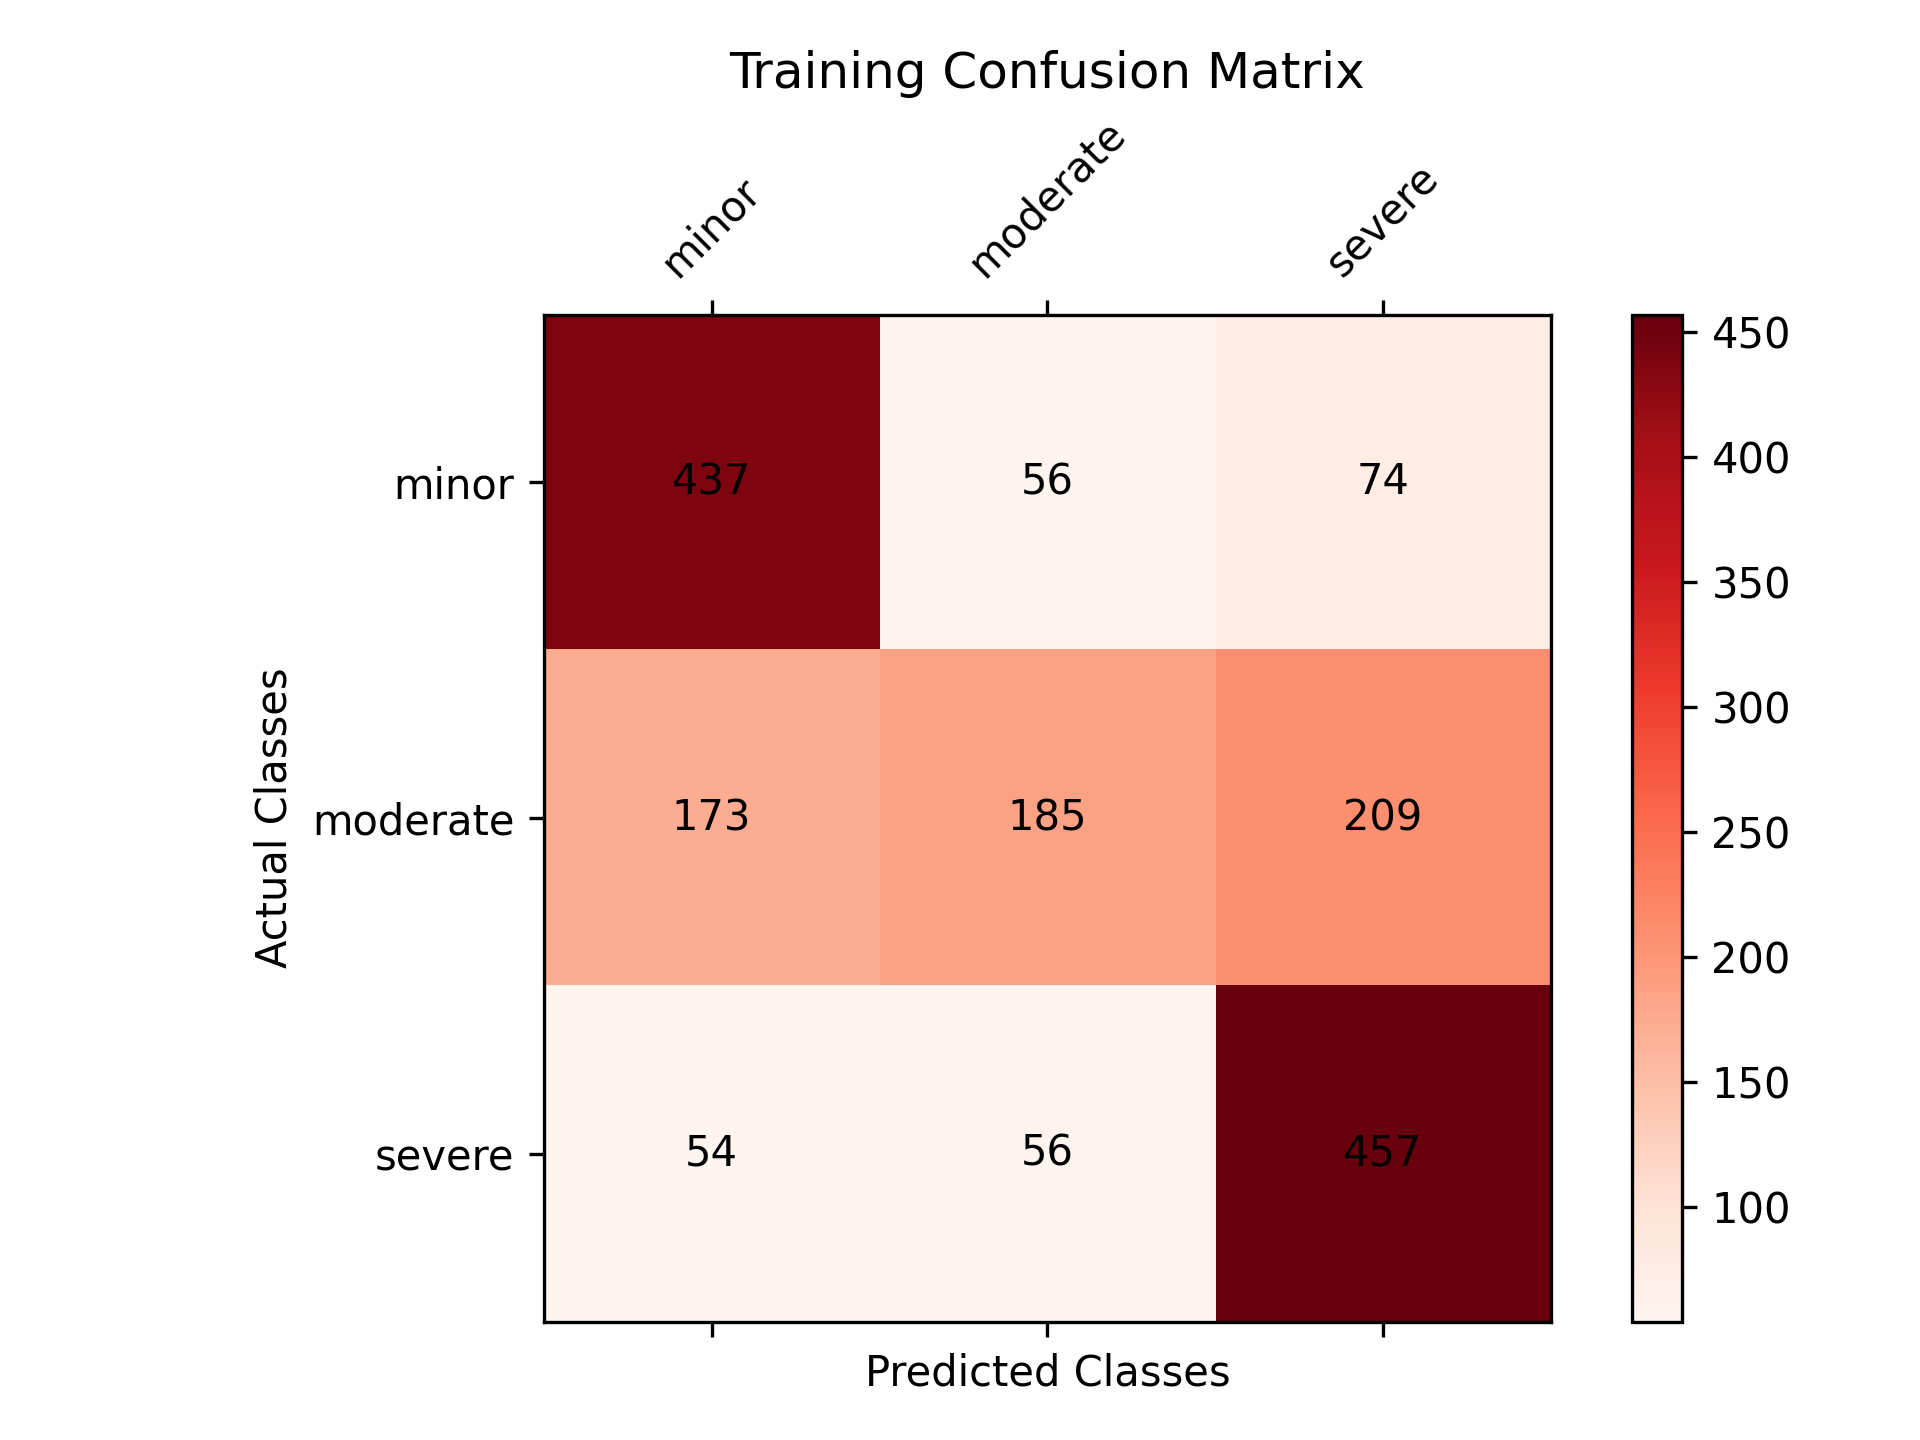 Training Confusion Matrix
minor moderate severe
minor 437 56 74
moderate 173 185 209
severe 54 56 457
Actual Classes
Predicted Classes
450
400
350
300
250
200
150
100